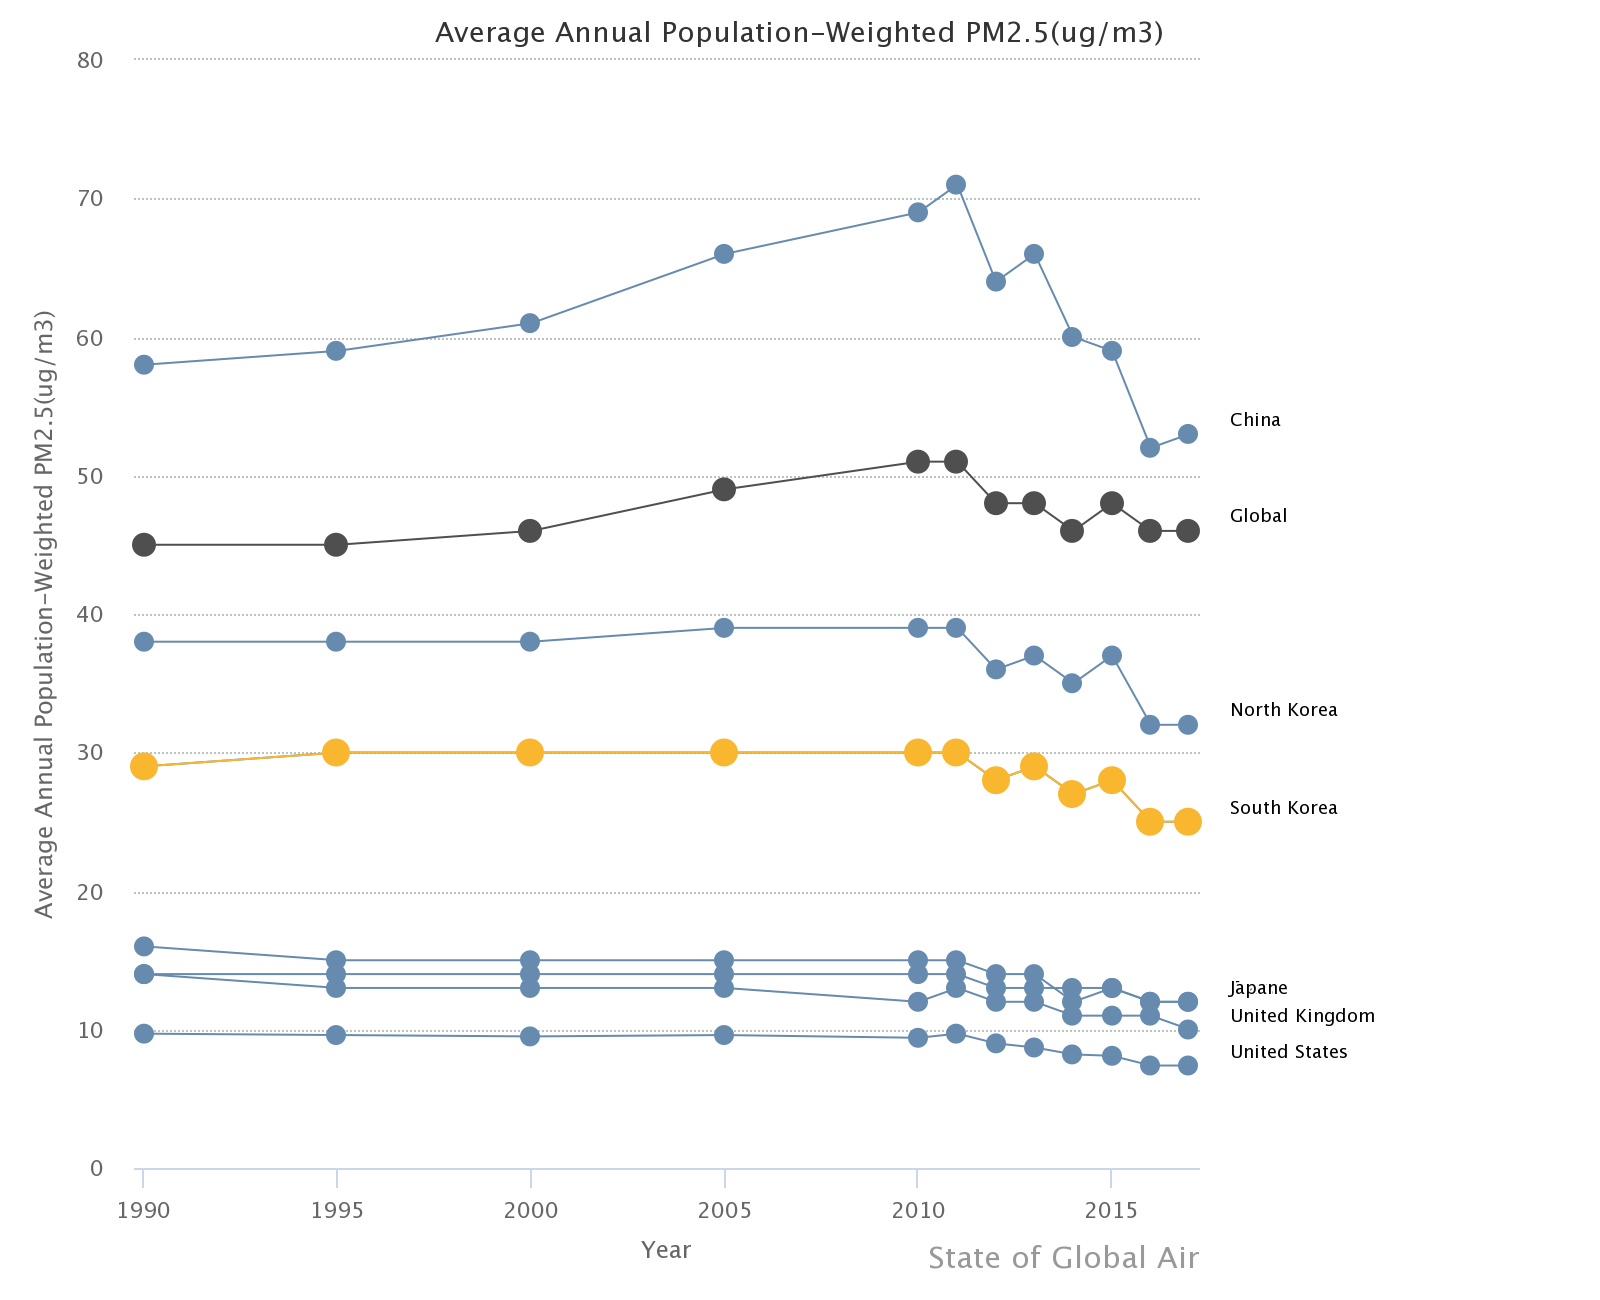 Average Annual Population-Weighted PM2.5(ug/m3)
Average Annual Population-Weighted PM2.5(ug/m3)
80
70
60
50
40
30
20
10
0
China
Global
North Korea
South Korea
United Kingdom
United States
1990
1995
2000
2005
2010
2015
Year
State of Global Air